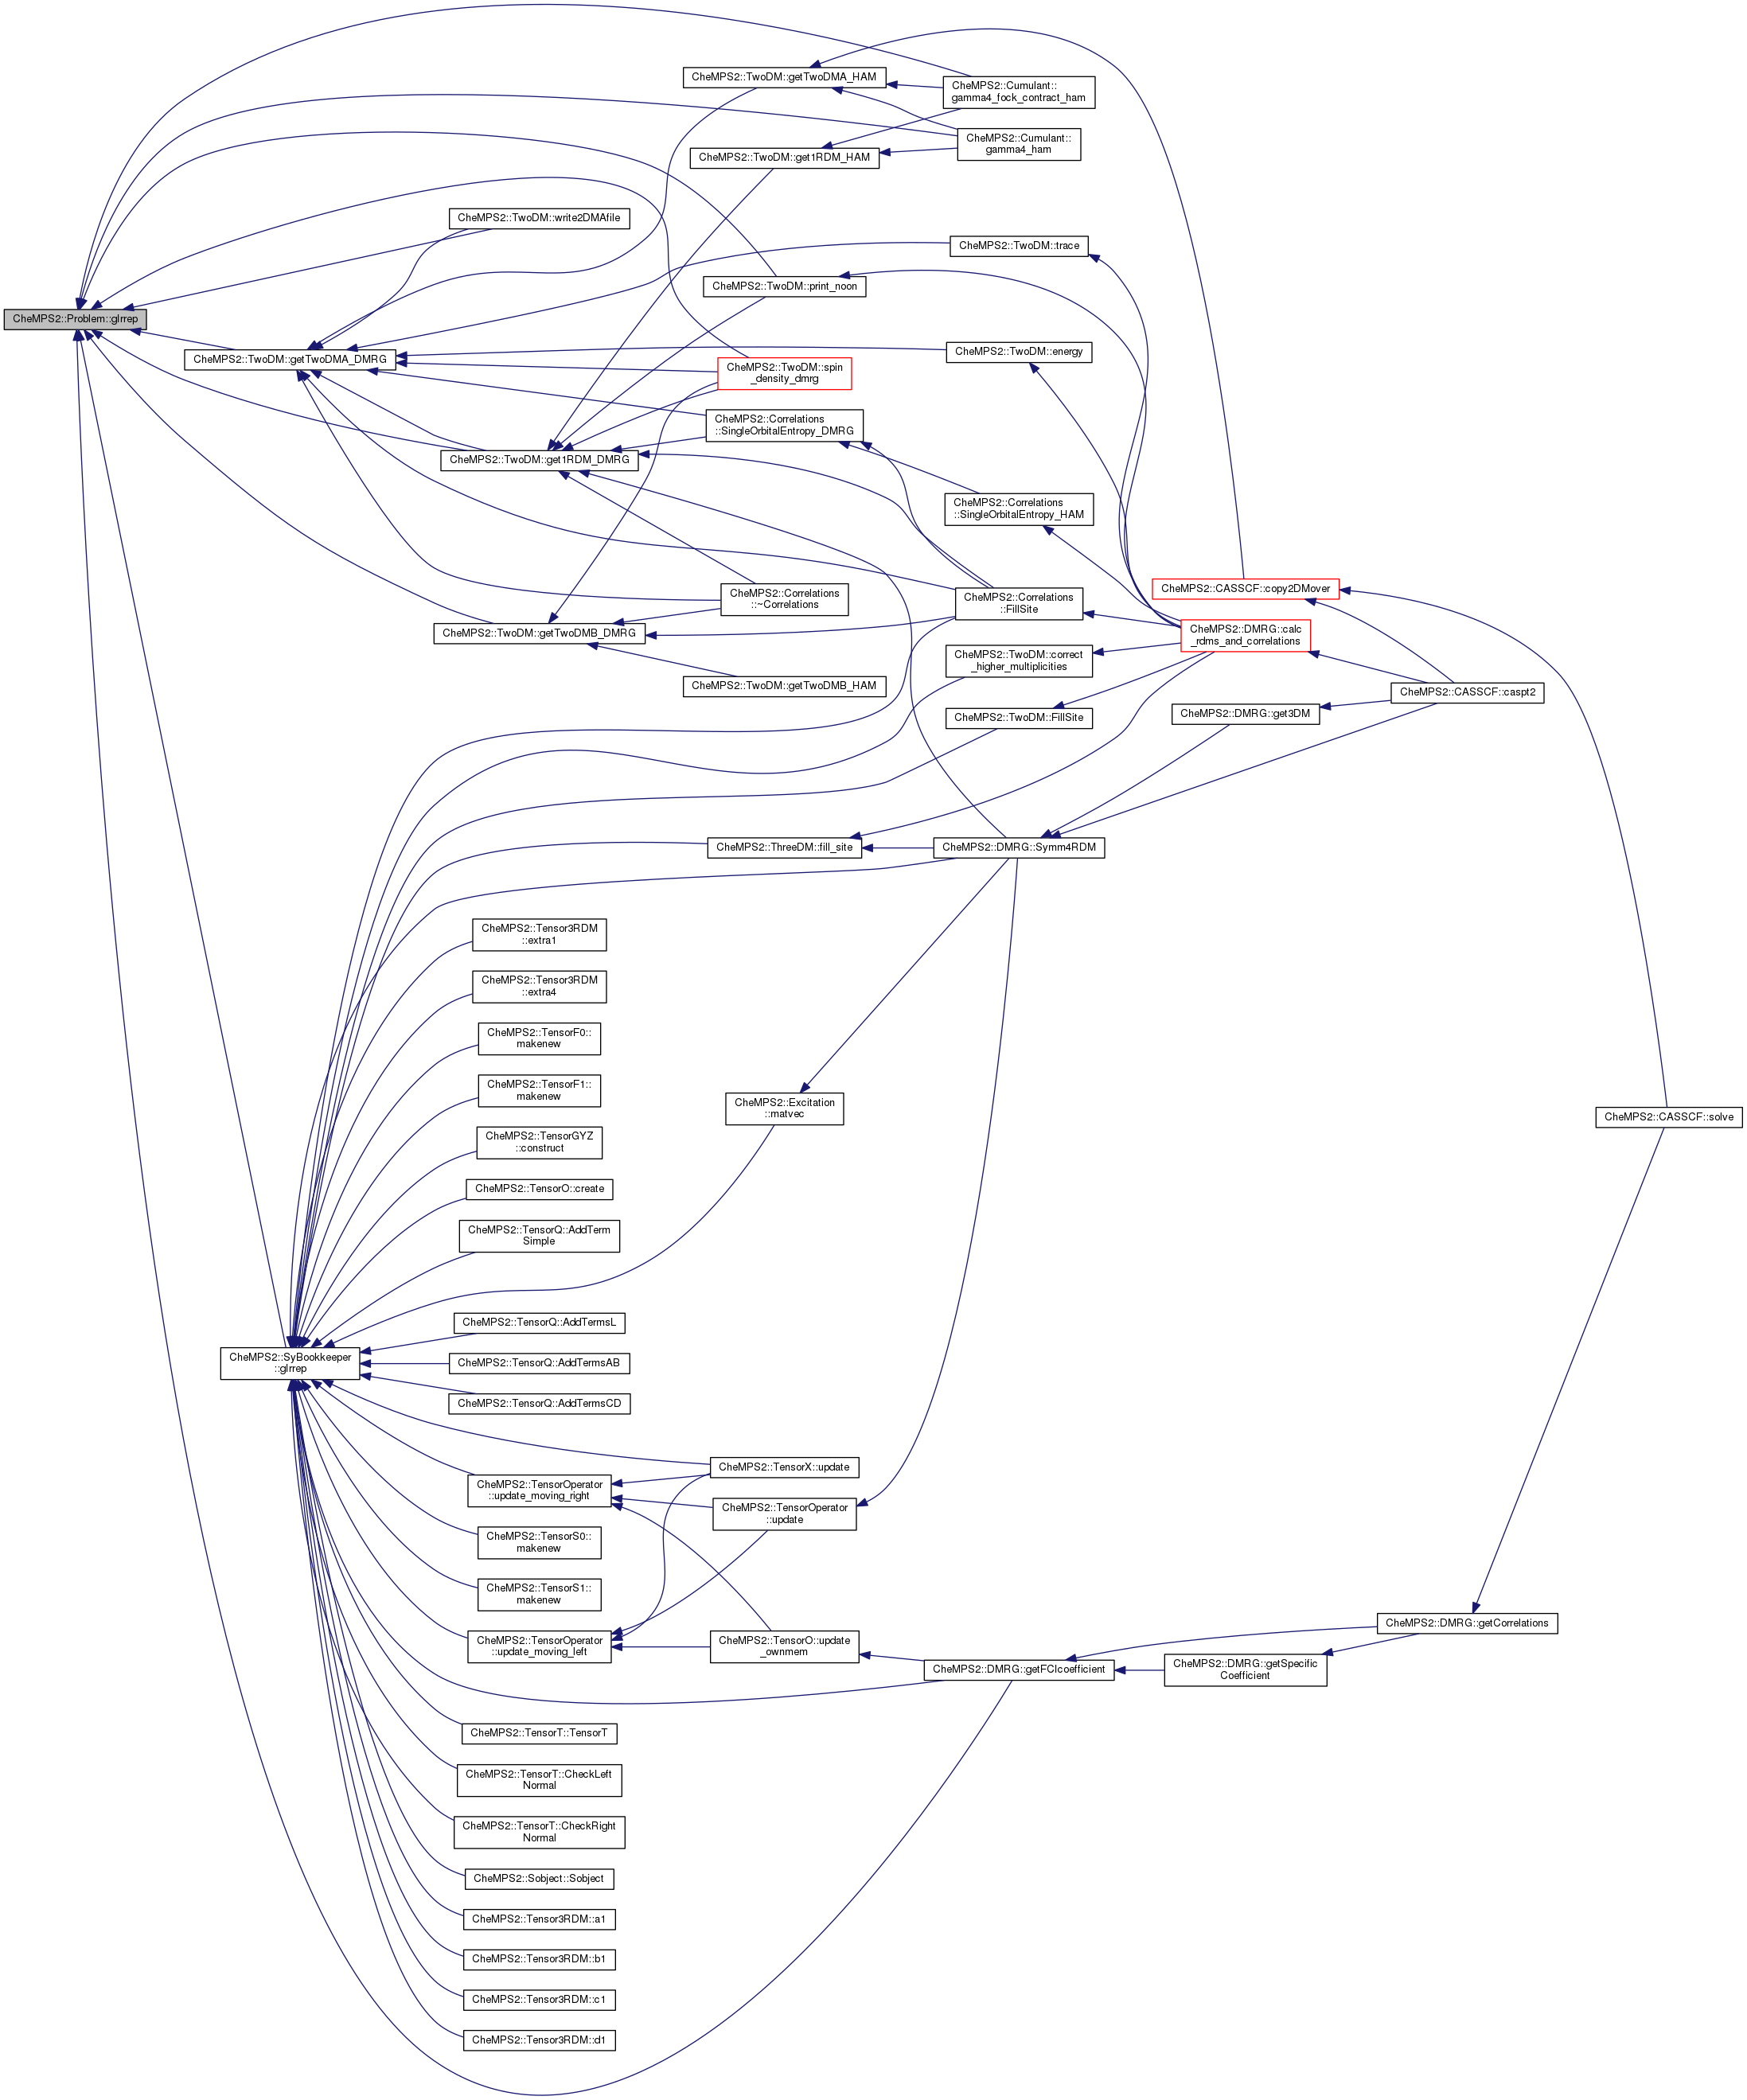 CheMPS2::TwoDM::getTwoDMA_HAM
CheMPS2::Cumulant::
gamma4_fock_contract_ham
CheMPS2::Cumulant::
gamma4_ham
CheMPS2::TwoDM::get1RDM_HAM
CheMPS2::TwoDM::write2DMAfile
CheMPS2::TwoDM::trace
CheMPS2::TwoDM::print_noon
CheMPS2::Problem::gIrrep
CheMPS2::TwoDM::getTwoDMA_DMRG
CheMPS2::TwoDM::energy
CheMPS2::TwoDM::spin
_density_dmrg
CheMPS2::Correlations
::SingleOrbitalEntropy_DMRG
CheMPS2::TwoDM::get1RDM_DMRG
CheMPS2::Correlations
::SingleOrbitalEntropy_HAM
CheMPS2::CASSCF::copy2DMover
CheMPS2::Correlations
::~Correlations
CheMPS2::Correlations
::FillSite
CheMPS2::TwoDM::getTwoDMB_DMRG
CheMPS2::DMRG::calc
_rdms_and_correlations
CheMPS2::TwoDM::correct
_higher_multiplicities
CheMPS2::TwoDM::getTwoDMB_HAM
CheMPS2::CASSCF::caspt2
CheMPS2::DMRG::get3DM
CheMPS2::TwoDM::FillSite
CheMPS2::ThreeDM::fill_site
CheMPS2::DMRG::Symm4RDM
CheMPS2::Tensor3RDM
::extra1
CheMPS2::Tensor3RDM
::extra4
CheMPS2::TensorF0::
makenew
CheMPS2::TensorF1::
makenew
CheMPS2::Excitation
::matvec
CheMPS2::CASSCF::solve
CheMPS2::TensorGYZ
::construct
CheMPS2::TensorO::create
CheMPS2::TensorQ::AddTerm
Simple
CheMPS2::TensorQ::AddTermsL
CheMPS2::SyBookkeeper
::gIrrep
CheMPS2::TensorQ::AddTermsAB
CheMPS2::TensorQ::AddTermsCD
CheMPS2::TensorX::update
CheMPS2::TensorOperator
::update_moving_right
CheMPS2::TensorOperator
::update
CheMPS2::TensorS0::
makenew
CheMPS2::TensorS1::
makenew
CheMPS2::DMRG::getCorrelations
CheMPS2::TensorOperator
::update_moving_left
CheMPS2::TensorO::update
_ownmem
CheMPS2::DMRG::getFCIcoefficient
CheMPS2::DMRG::getSpecific
Coefficient
CheMPS2::TensorT::TensorT
CheMPS2::TensorT::CheckLeft
Normal
CheMPS2::TensorT::CheckRight
Normal
CheMPS2::Sobject::Sobject
CheMPS2::Tensor3RDM::a1
CheMPS2::Tensor3RDM::b1
CheMPS2::Tensor3RDM::c1
CheMPS2::Tensor3RDM::d1